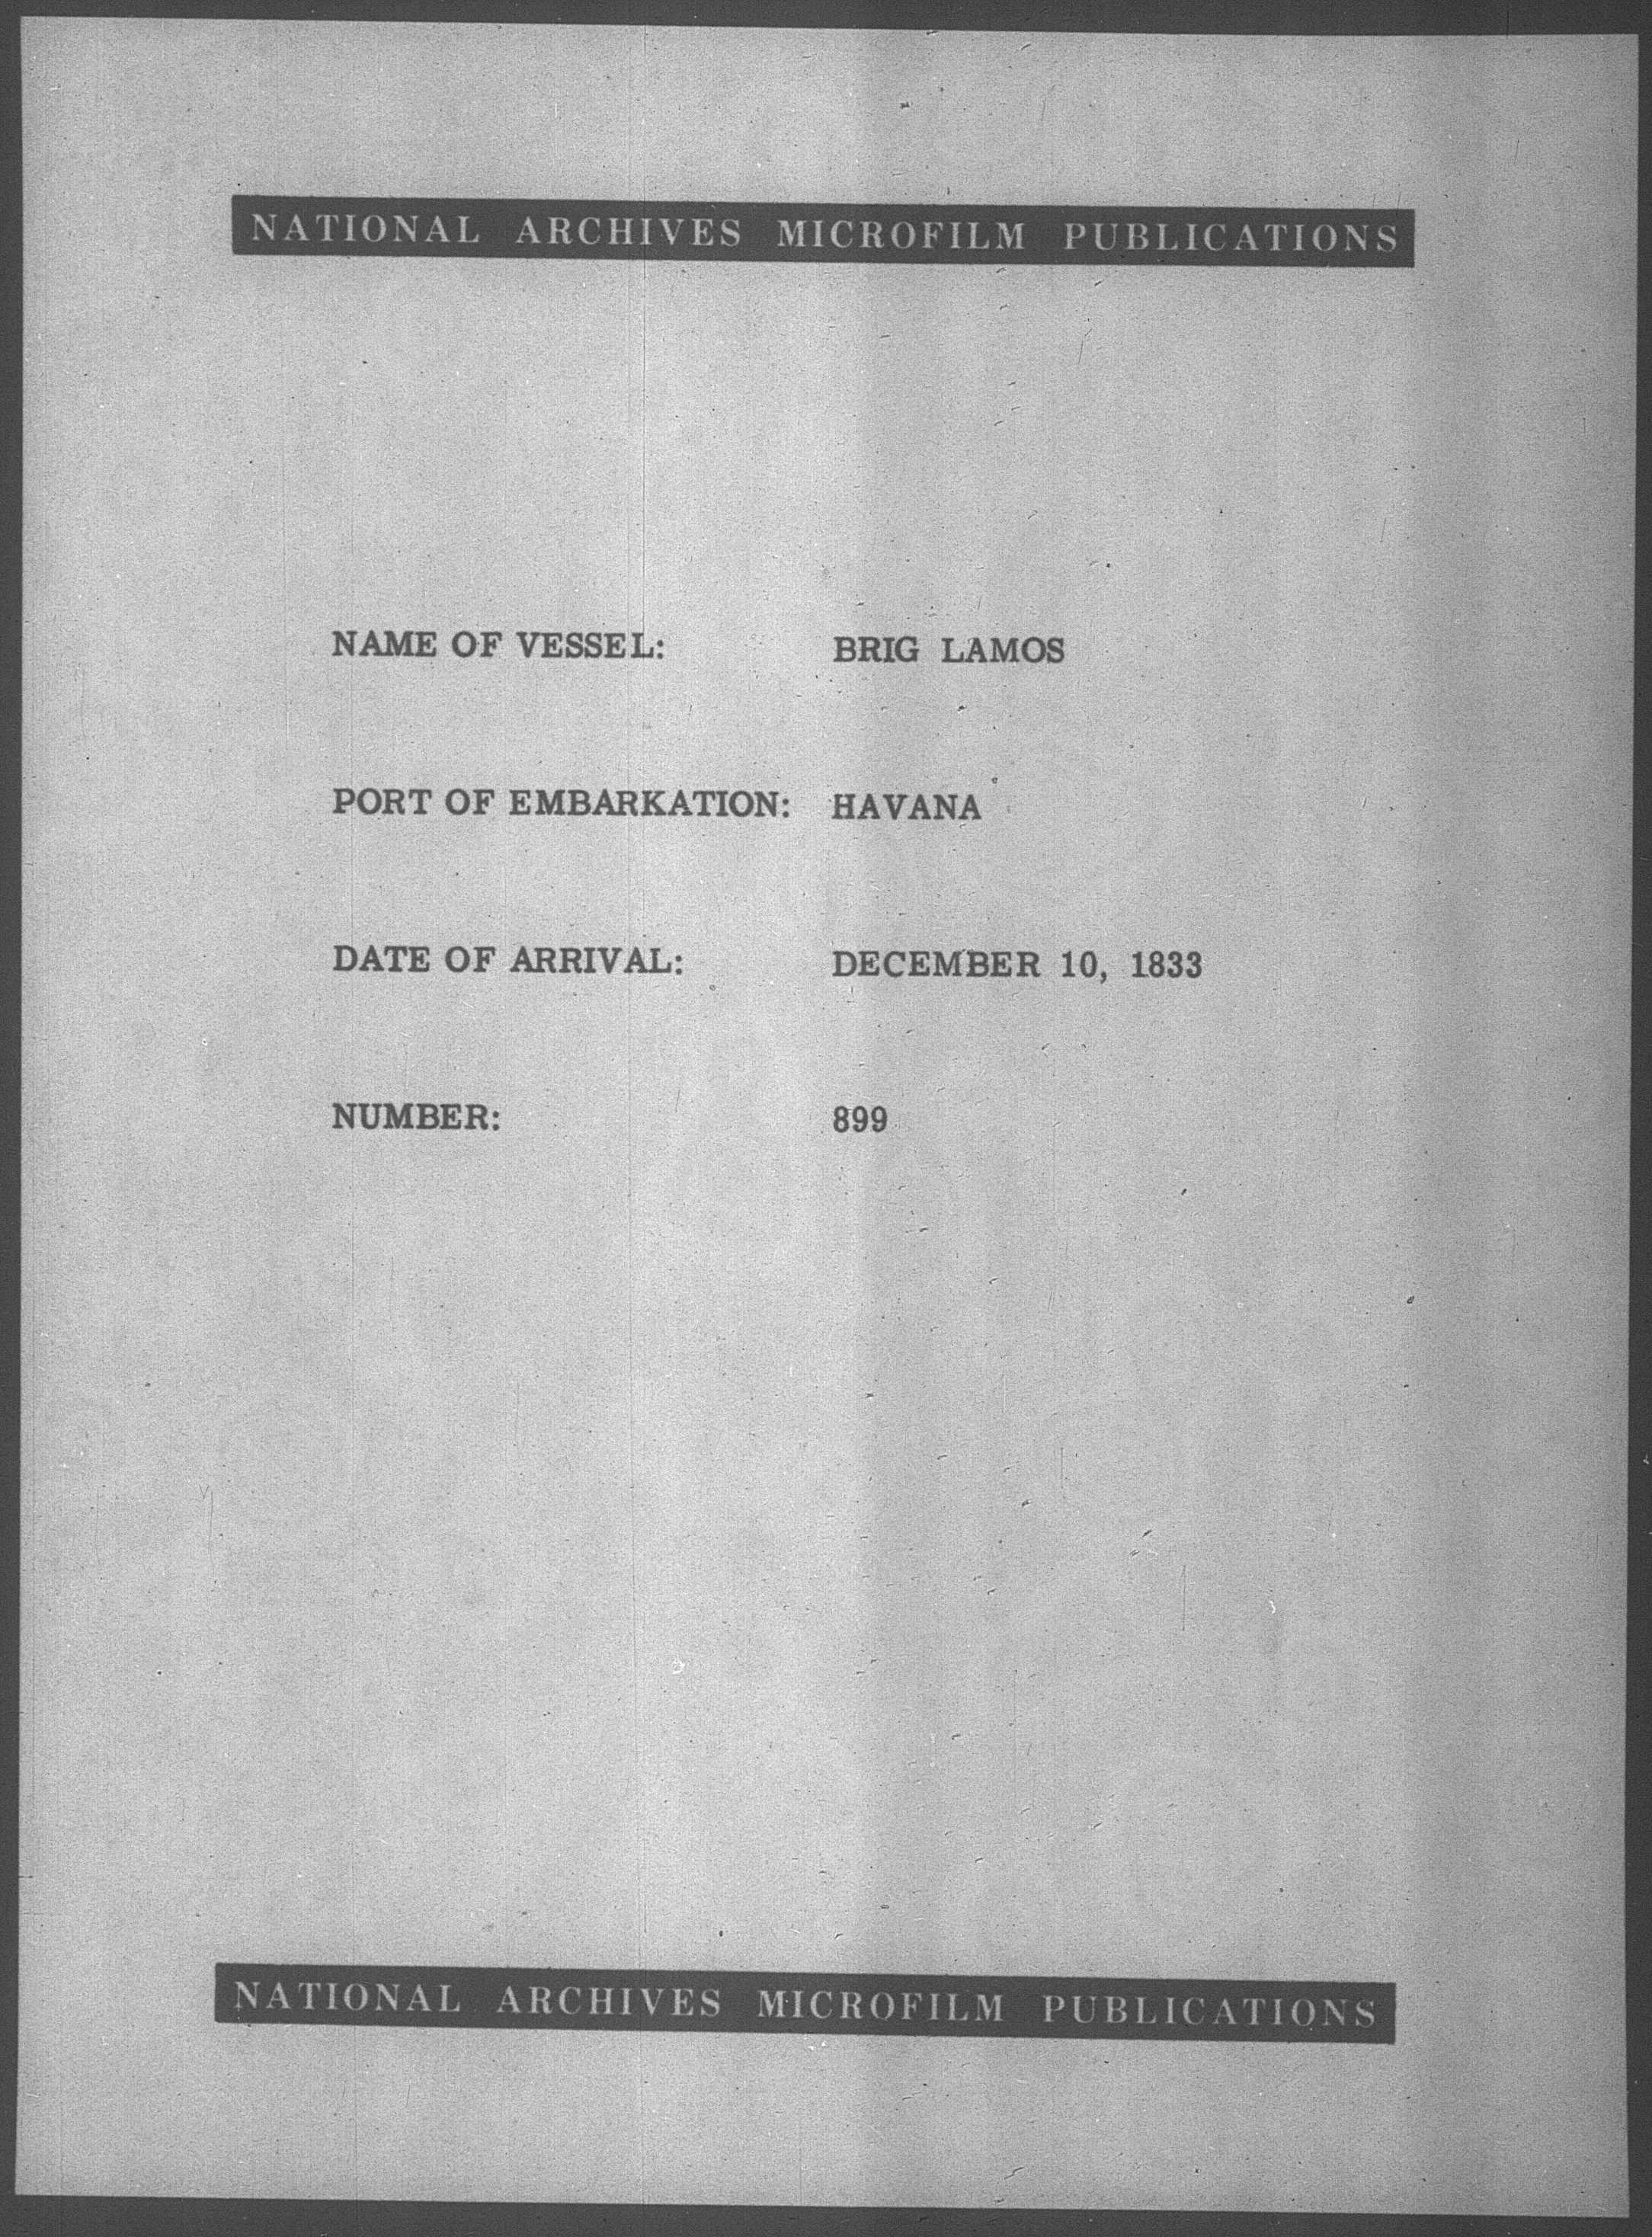 NATIONAL ARCHIVES MICROFILM PUBLICATIONS
NAME OF VESSEL: BRIG LAMOS
PORT OF EMBARKATION: HAVANA
DATE OF ARRIVAL: DECEMBER 10, 1833
NUMBER: 899
NATIONAL ARCHIVES MICROFILM PUBLICATIONS